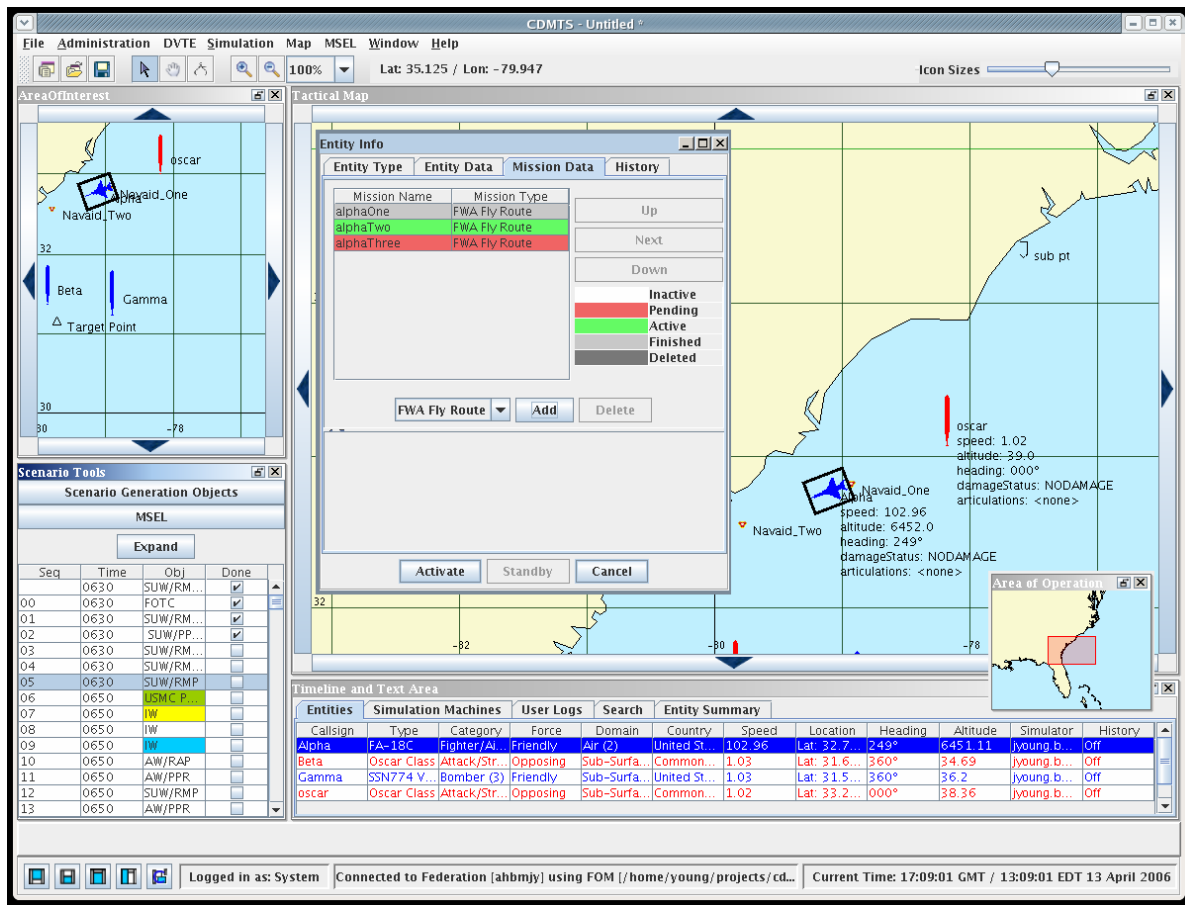 CDMTS - Untitled *
File Administration DVTE Simulation Map MSEL Window Help
100% Lat: 35.125 / Lon: -79.947 Icon Sizes
AreaOfInterest
oscar
Navaid_One
Alpha
Navaid_Two
32
Beta
Gamma
Target Point
30
80 -78
Scenario Tools
Scenario Generation Objects
MSEL
Expand
Seq Time Obj Done
0630 SUW/RM...
00 0630 FOTC
01 0630 SUW/RM...
02 0630 SUW/PP...
03 0630 SUW/RM...
04 0630 SUW/RM...
05 0630 SUW/RMP
06 0650 USMC P...
07 0650 IW
08 0650 IW
09 0650 IW
10 0650 AW/RAP
11 0650 AW/PPR
12 0650 SUW/RMP
13 0650 AW/PPR
Tactical Map
Entity Info
Entity Type Entity Data Mission Data History
Mission Name Mission Type
alphaOne FWA Fly Route
alphaTwo FWA Fly Route
alphaThree FWA Fly Route
Up
Next
Down
Inactive
Pending
Active
Finished
Deleted
FWA Fly Route Add Delete
Activate Standby Cancel
sub pt
oscar
speed: 1.02
altitude: 39.0
heading: 000°
damageStatus: NODAMAGE
articulations: <none>
Navaid_One
Alpha
speed: 102.96
altitude: 6452.0
heading: 249°
damageStatus: NODAMAGE
articulations: <none>
Navaid_Two
32
-82 -80 -78
Area of Operation
Timeline and Text Area
Entities Simulation Machines User Logs Search Entity Summary
Callsign Type Category Force Domain Country Speed Location Heading Altitude Simulator History
Alpha FA-18C Fighter/Ai... Friendly Air (2) United St... 102.96 Lat: 32.7... 249° 6451.11 jyoung.b... Off
Beta Oscar Class Attack/Str... Opposing Sub-Surfa... Common... 1.03 Lat: 31.6... 360° 34.69 jyoung.b... Off
Gamma SSN774 V... Bomber (3) Friendly Sub-Surfa... United St... 1.03 Lat: 31.5... 360° 36.2 jyoung.b... Off
oscar Oscar Class Attack/Str... Opposing Sub-Surfa... Common... 1.02 Lat: 33.2... 000° 38.36 jyoung.b... Off
Logged in as: System Connected to Federation [ahbmjy] using FOM [/home/young/projects/cd... Current Time: 17:09:01 GMT / 13:09:01 EDT 13 April 2006